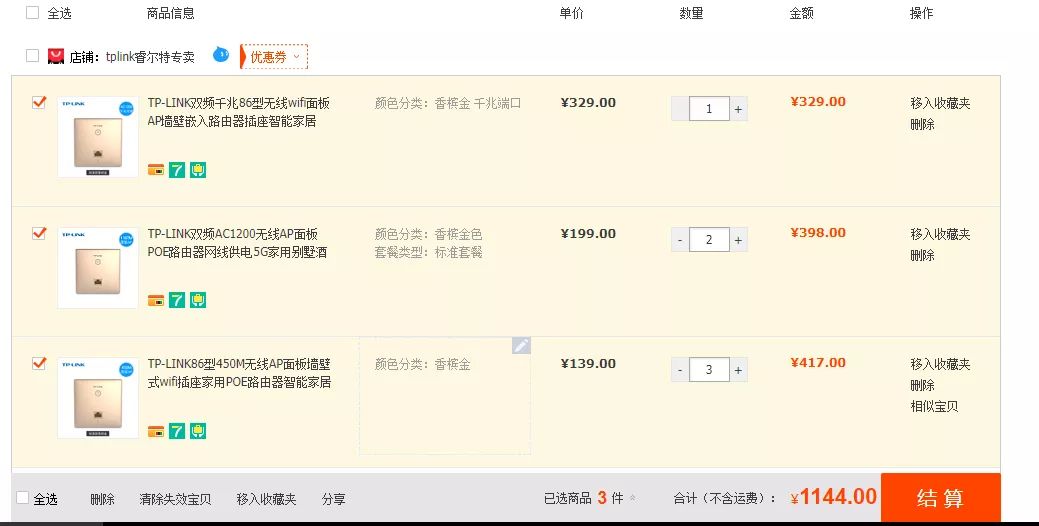 全选 商品信息 单价 数量 金额 操作
店铺：tplink睿尔特专卖 优惠券
TP-LINK双频千兆86型无线wifi面板 颜色分类：香槟金 千兆端口 ¥329.00 1 + ¥329.00 移入收藏夹
AP墙壁嵌入路由器插座智能家居 删除
TP-LINK
7
TP-LINK双频AC1200无线AP面板 颜色分类：香槟金色 ¥199.00 - 2 + ¥398.00 移入收藏夹
POE路由器网线供电5G家用别墅酒 套餐类型：标准套餐 删除
TP-LINK
7
TP-LINK86型450M无线AP面板墙壁 颜色分类：香槟金 ¥139.00 - 3 + ¥417.00 移入收藏夹
式wifi插座家用POE路由器智能家居 删除
TP-LINK
相似宝贝
7
全选 删除 清除失效宝贝 移入收藏夹 分享 已选商品 3 件 合计（不含运费）： ¥1144.00 结 算